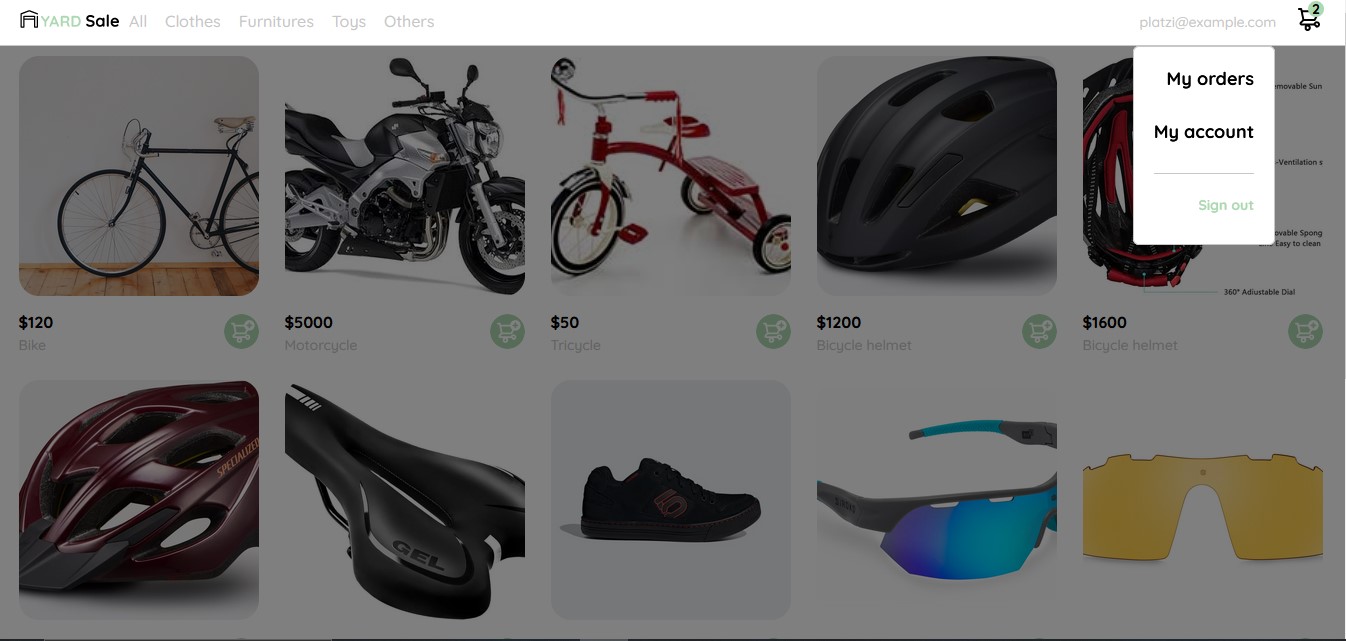 YARD Sale All Clothes Furnitures Toys Others platzi@example.com 2
My orders
My account
Sign out
emovable Sun
-Ventilation s
ovable Spong
Easy to clean
360° Adjustable Dial
$120 $5000 $50 $1200 $1600
Bike Motorcycle Tricycle Bicycle helmet Bicycle helmet
SPECIALIZED
GEL